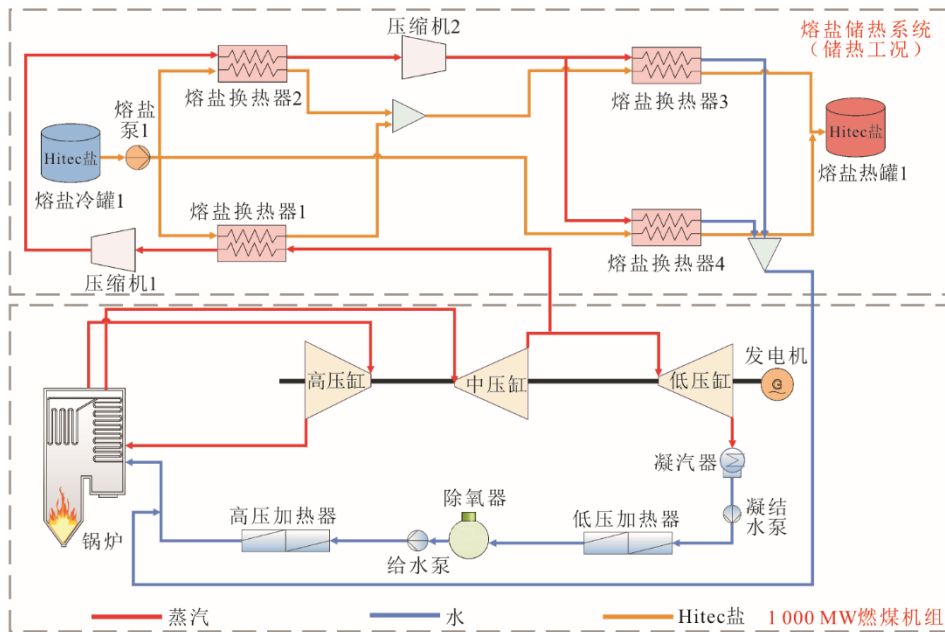 压缩机2
熔盐储热系统
（储热工况）
熔盐换热器2
熔盐换热器3
熔盐
泵1
Hitec盐
熔盐冷罐1
Hitec盐
熔盐热罐1
熔盐换热器1
压缩机1
熔盐换热器4
高压缸
中压缸
低压缸
发电机
G
凝汽器
除氧器
凝结
水泵
高压加热器
低压加热器
锅炉
给水泵
蒸汽
水
Hitec盐
1 000 MW燃煤机组